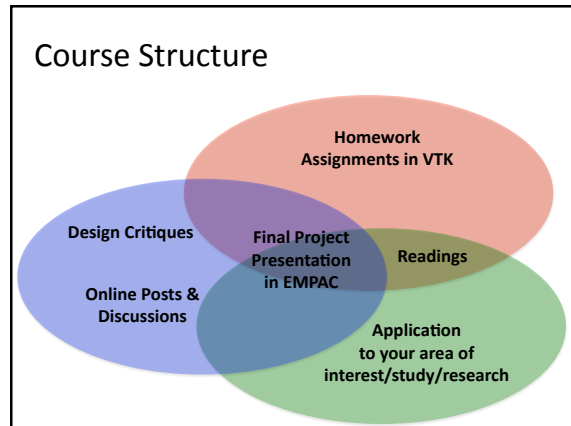 Course Structure
Homework
Assignments in VTK
Design Critiques
Final Project
Presentation
in EMPAC
Readings
Online Posts &
Discussions
Application
to your area of
interest/study/research